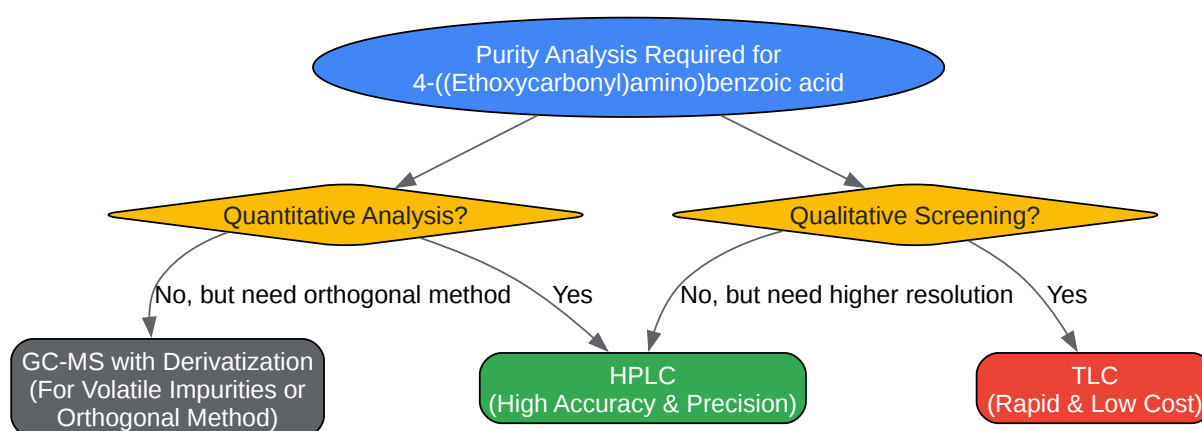 Purity Analysis Required for
4-((Ethoxycarbonyl)amino)benzoic acid
Quantitative Analysis?
Qualitative Screening?
No, but need orthogonal method
Yes
No, but need higher resolution
Yes
GC-MS with Derivatization
(For Volatile Impurities or
Orthogonal Method)
HPLC
(High Accuracy & Precision)
TLC
(Rapid & Low Cost)